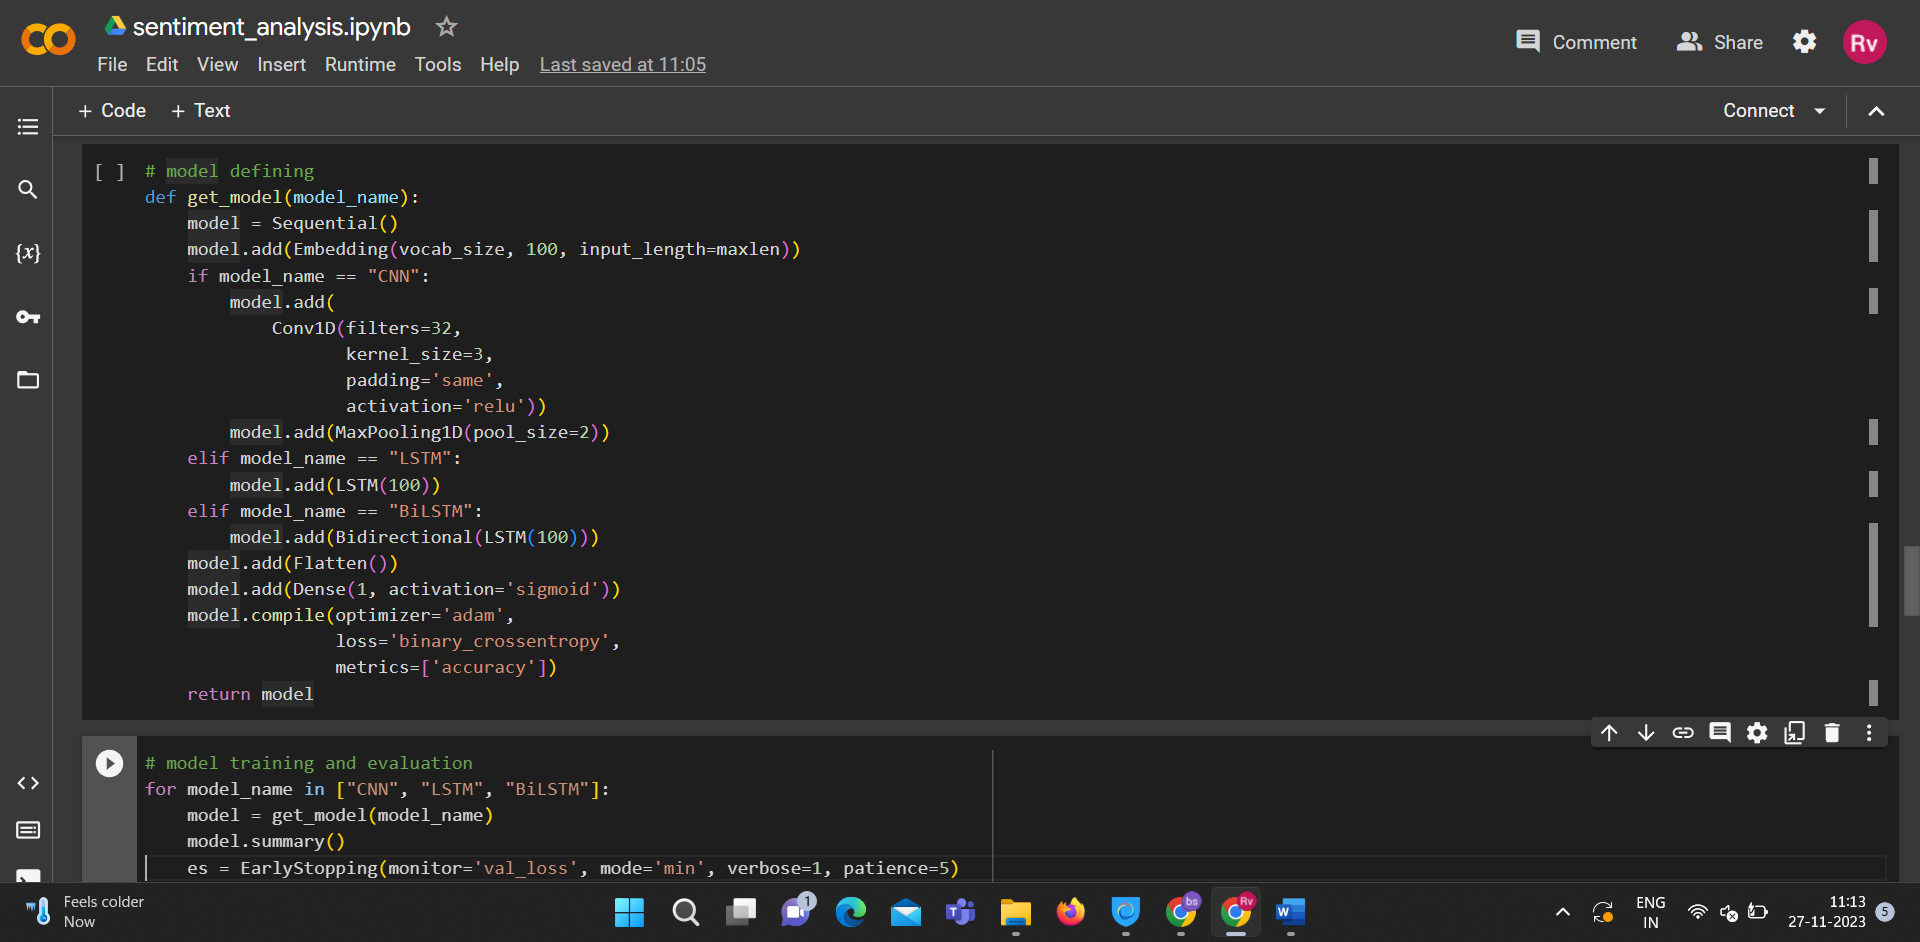 sentiment_analysis.ipynb
File Edit View Insert Runtime Tools Help Last saved at 11:05
Comment Share Rv
+ Code + Text Connect
{x}
[ ] # model defining
def get_model(model_name):
    model = Sequential()
    model.add(Embedding(vocab_size, 100, input_length=maxlen))
    if model_name == "CNN":
        model.add(
            Conv1D(filters=32,
                   kernel_size=3,
                   padding='same',
                   activation='relu'))
        model.add(MaxPooling1D(pool_size=2))
    elif model_name == "LSTM":
        model.add(LSTM(100))
    elif model_name == "BiLSTM":
        model.add(Bidirectional(LSTM(100)))
    model.add(Flatten())
    model.add(Dense(1, activation='sigmoid'))
    model.compile(optimizer='adam',
                  loss='binary_crossentropy',
                  metrics=['accuracy'])
    return model
# model training and evaluation
for model_name in ["CNN", "LSTM", "BiLSTM"]:
    model = get_model(model_name)
    model.summary()
    es = EarlyStopping(monitor='val_loss', mode='min', verbose=1, patience=5)
Feels colder
Now
1
bs
Rv
W
ENG
IN
11:13
27-11-2023
5